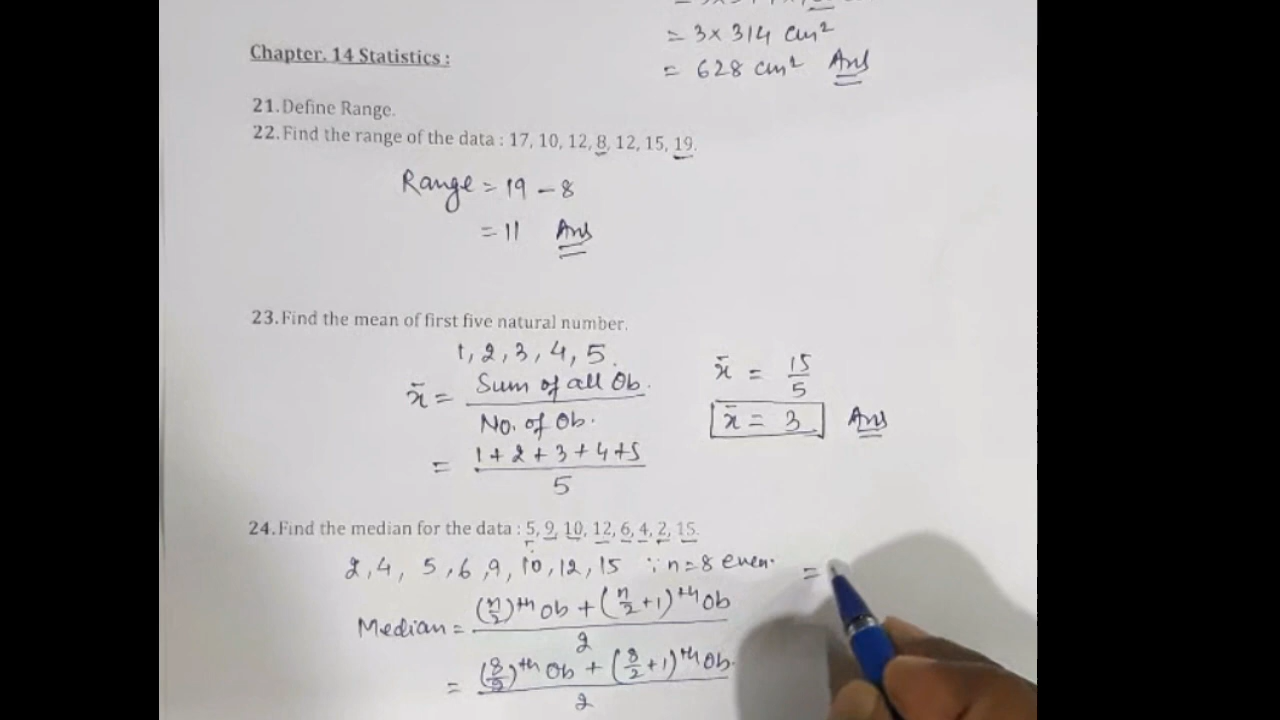 = 3 x 314 cm²
Chapter. 14 Statistics :
= 628 cm² Ans
21. Define Range.
22. Find the range of the data : 17, 10, 12, 8, 12, 15, 19.
Range = 19 - 8
= 11 Ans
23. Find the mean of first five natural number.
1, 2, 3, 4, 5.
x̄ = Sum of all Ob.
No. of Ob.
= 1 + 2 + 3 + 4 + 5
5
x̄ = 15
5
x̄ = 3 Ans
24. Find the median for the data : 5, 9, 10, 12, 6, 4, 2, 15.
2, 4, 5, 6, 9, 10, 12, 15 ∵ n = 8 even.
Median = (n/2)th Ob + (n/2 + 1)th Ob
2
= (8/2)th Ob + (8/2 + 1)th Ob.
2
=